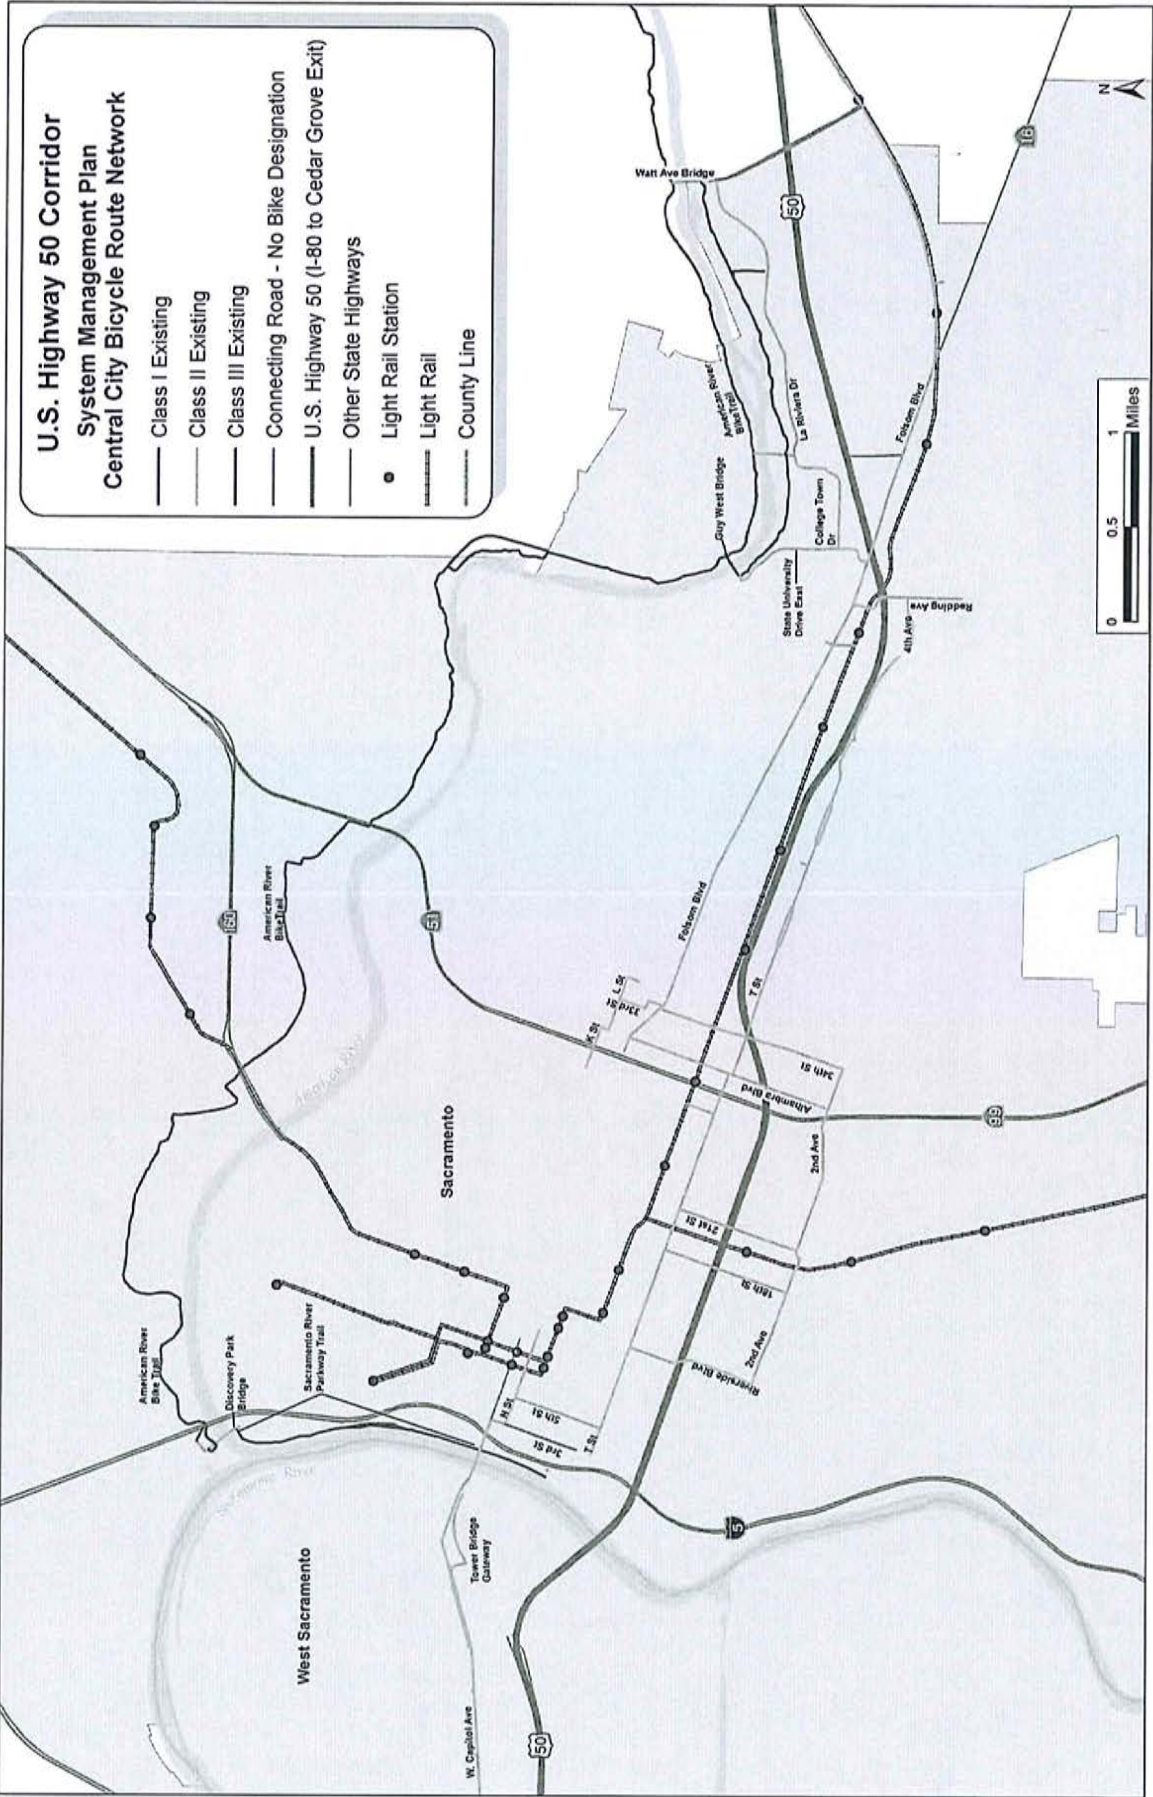 U.S. Highway 50 Corridor
System Management Plan
Central City Bicycle Route Network
Class I Existing
Class II Existing
Class III Existing
Connecting Road - No Bike Designation
U.S. Highway 50 (I-80 to Cedar Grove Exit)
Other State Highways
Light Rail Station
Light Rail
County Line
160
51
American River
Bike Trail
American River
Bike Trail
Discovery Park
Bridge
Sacramento River
Parkway Trail
American River
Sacramento River
West Sacramento
Sacramento
Tower Bridge
Gateway
W. Capitol Ave
50
5
H St
5th St
3rd St
T St
Riverside Blvd
2nd Ave
18th St
21st St
2nd Ave
Alhambra Blvd
34th St
99
K St
33rd St
L St
T St
Folsom Blvd
4th Ave
Redding Ave
State University
Drive East
College Town
Dr
Guy West Bridge
American River
Bike Trail
La Riviera Dr
Folsom Blvd
Watt Ave Bridge
50
16
N
0
0.5
1
Miles